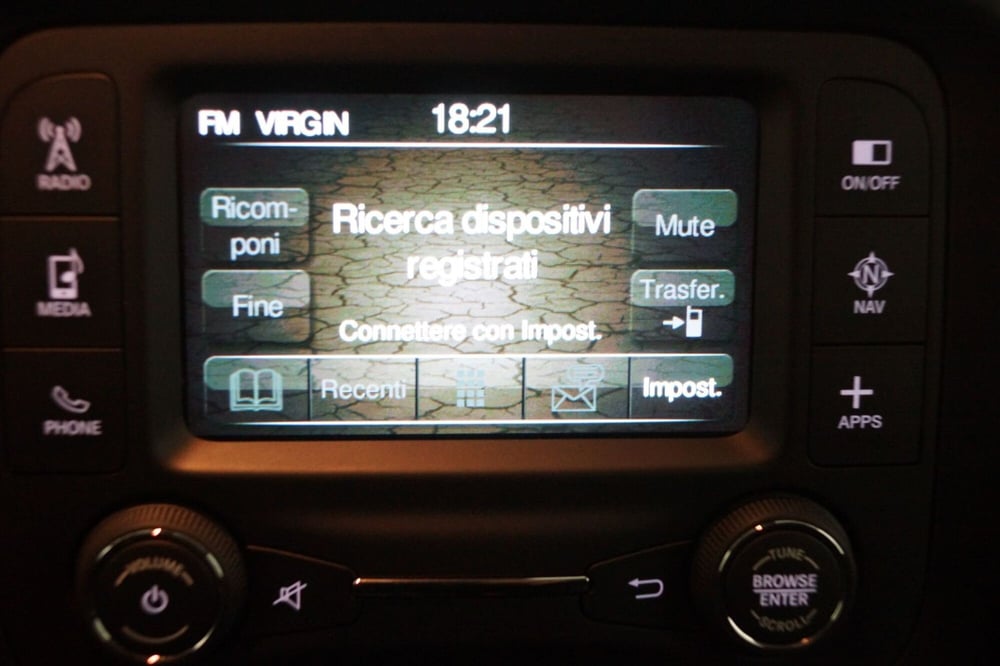 FM VIRGIN 18:21
RADIO
MEDIA
PHONE
Ricom-
poni
Fine
Ricerca dispositivi
registrati
Connettere con Impost.
Mute
Trasfer.
Recenti
Impost.
ON/OFF
N
NAV
APPS
VOLUME
TUNE
BROWSE
ENTER
SCROLL